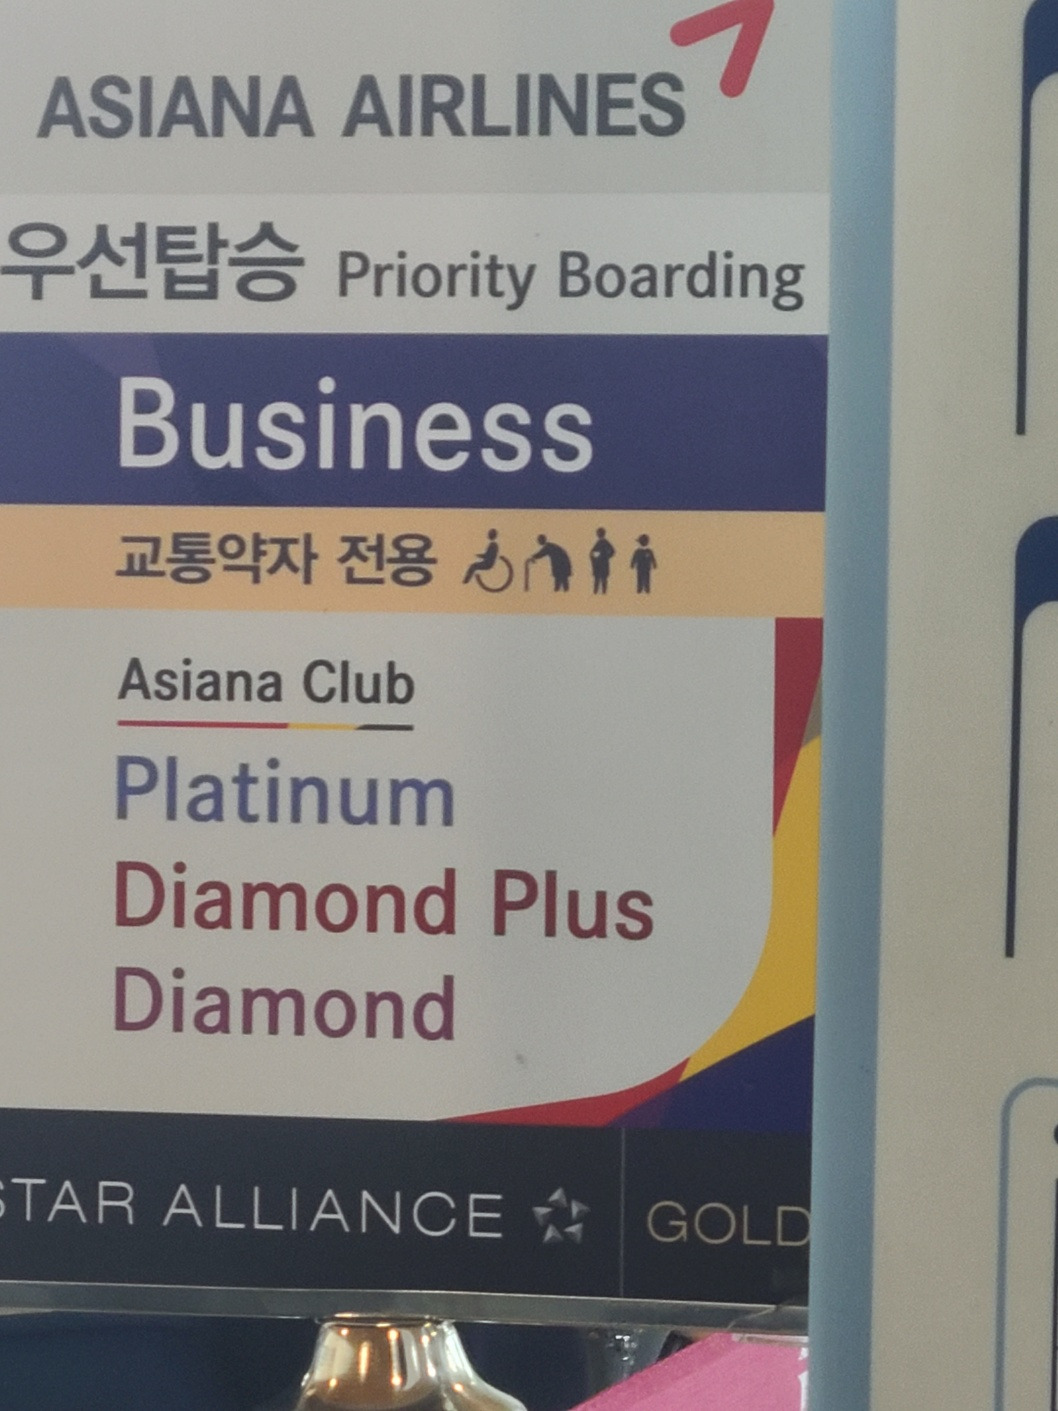 ASIANA AIRLINES
우선탑승 Priority Boarding
Business
교통약자 전용
Asiana Club
Platinum
Diamond Plus
Diamond
STAR ALLIANCE GOLD